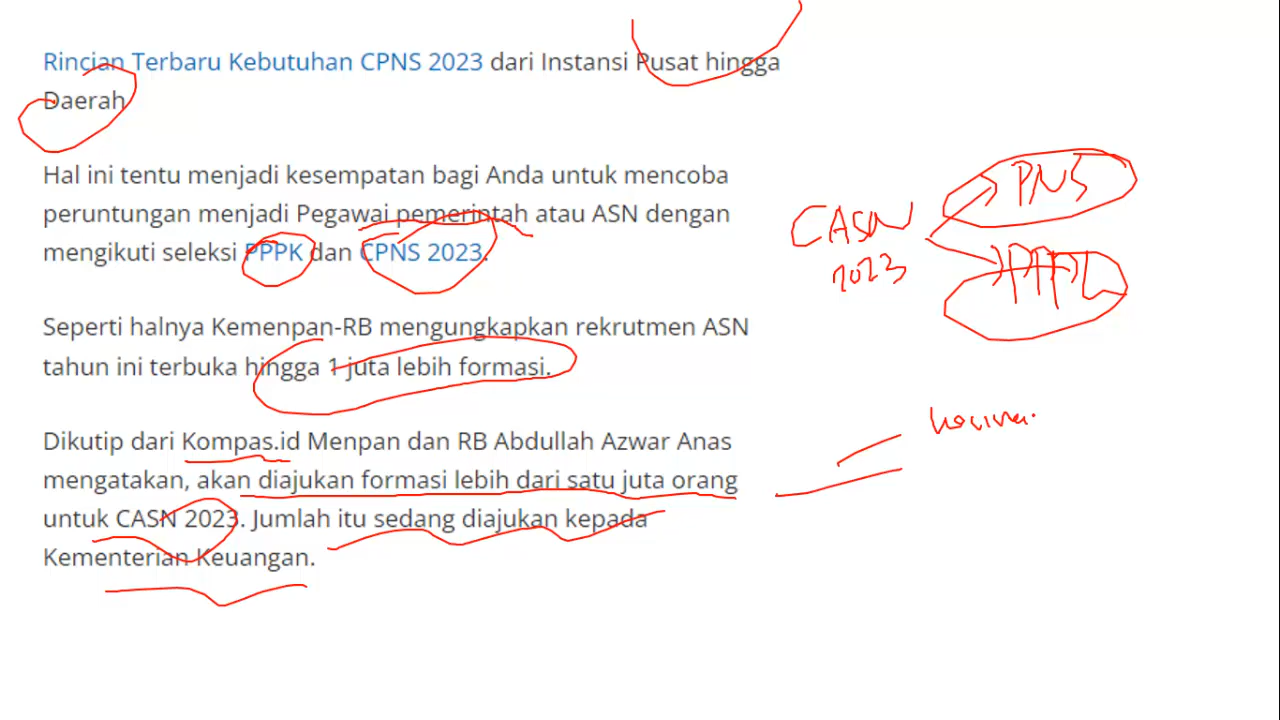 Rincian Terbaru Kebutuhan CPNS 2023 dari Instansi Pusat hingga
Daerah
Hal ini tentu menjadi kesempatan bagi Anda untuk mencoba
peruntungan menjadi Pegawai pemerintah atau ASN dengan
mengikuti seleksi PPPK dan CPNS 2023.
Seperti halnya Kemenpan-RB mengungkapkan rekrutmen ASN
tahun ini terbuka hingga 1 juta lebih formasi.
Dikutip dari Kompas.id Menpan dan RB Abdullah Azwar Anas
mengatakan, akan diajukan formasi lebih dari satu juta orang
untuk CASN 2023. Jumlah itu sedang diajukan kepada
Kementerian Keuangan.
CASN
2023
PNS